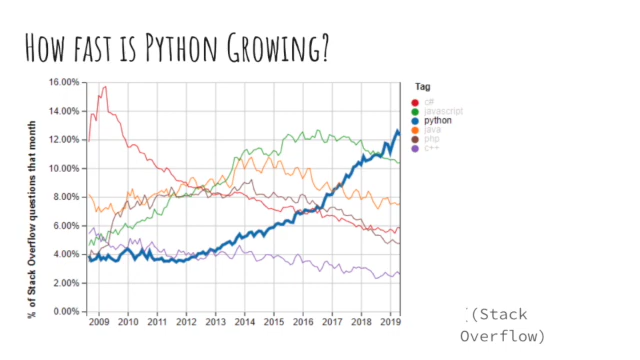 How fast is Python Growing?
16.00%
14.00%
12.00%
10.00%
8.00%
6.00%
4.00%
2.00%
0.00%
% of Stack Overflow questions that month
2009 2010 2011 2012 2013 2014 2015 2016 2017 2018 2019
Tag
c#
javascript
python
java
php
c++
(Stack
Overflow)